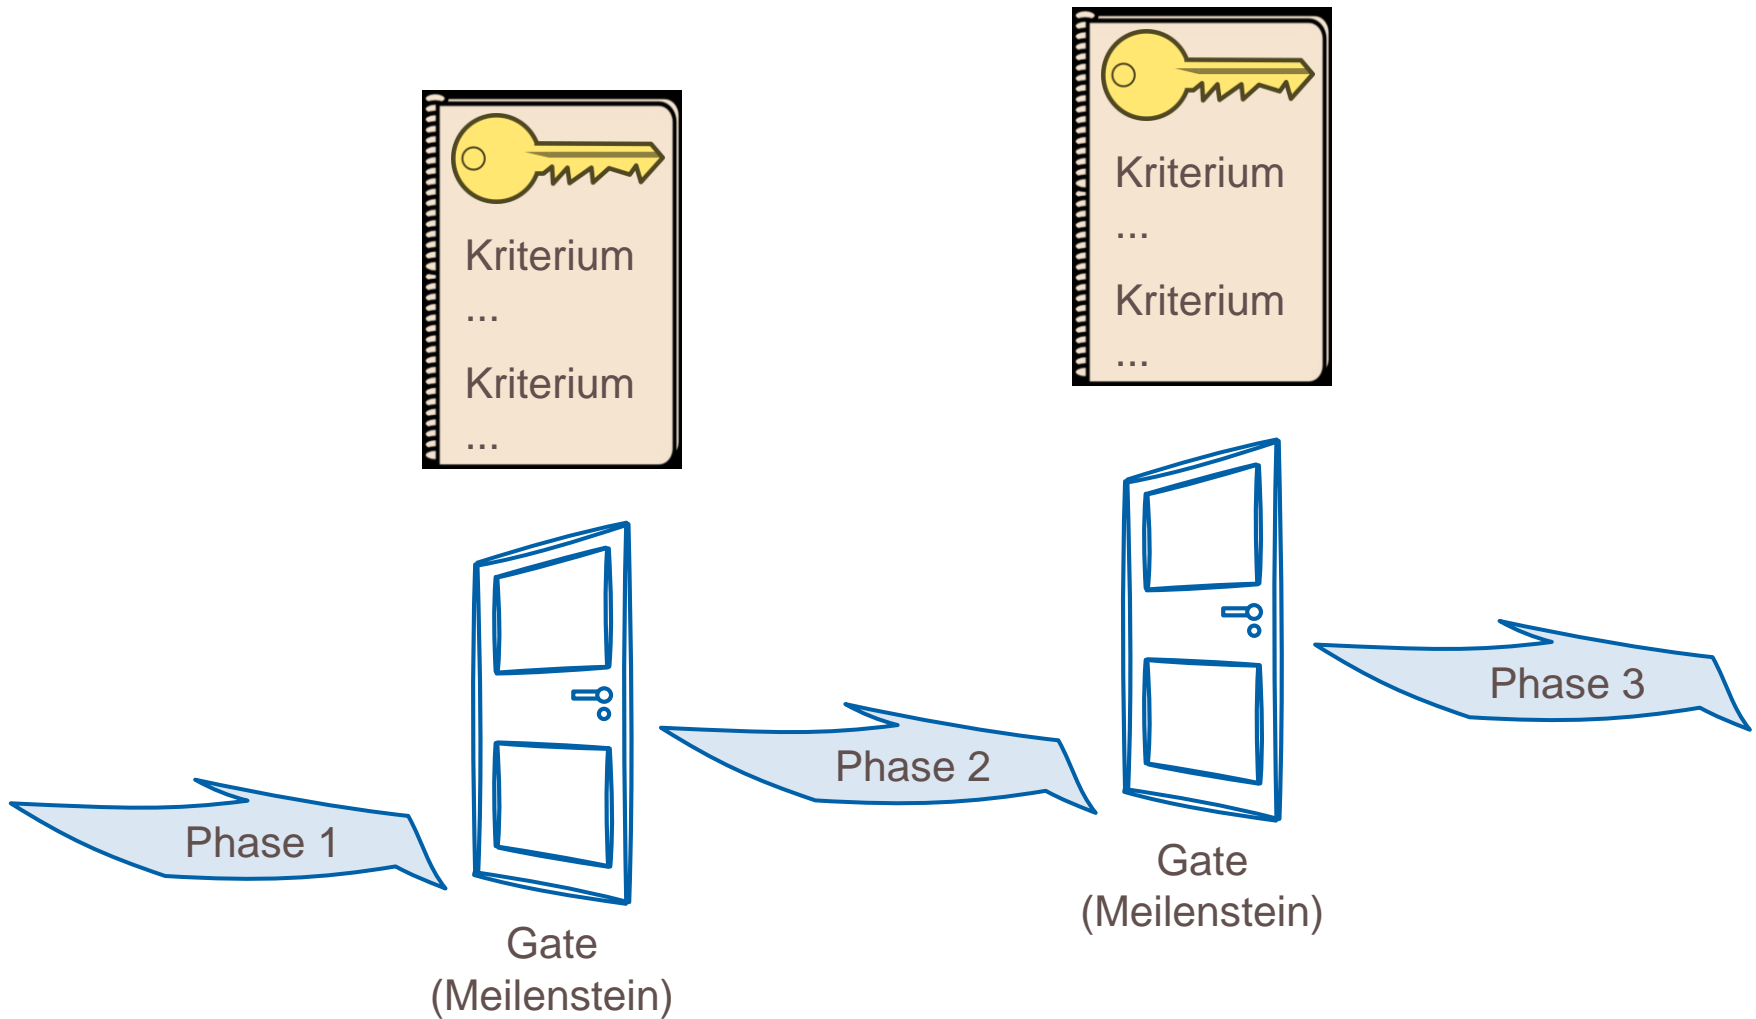 Kriterium
...
Kriterium
...
Kriterium
...
Kriterium
...
Phase 1
Gate
(Meilenstein)
Phase 2
Gate
(Meilenstein)
Phase 3